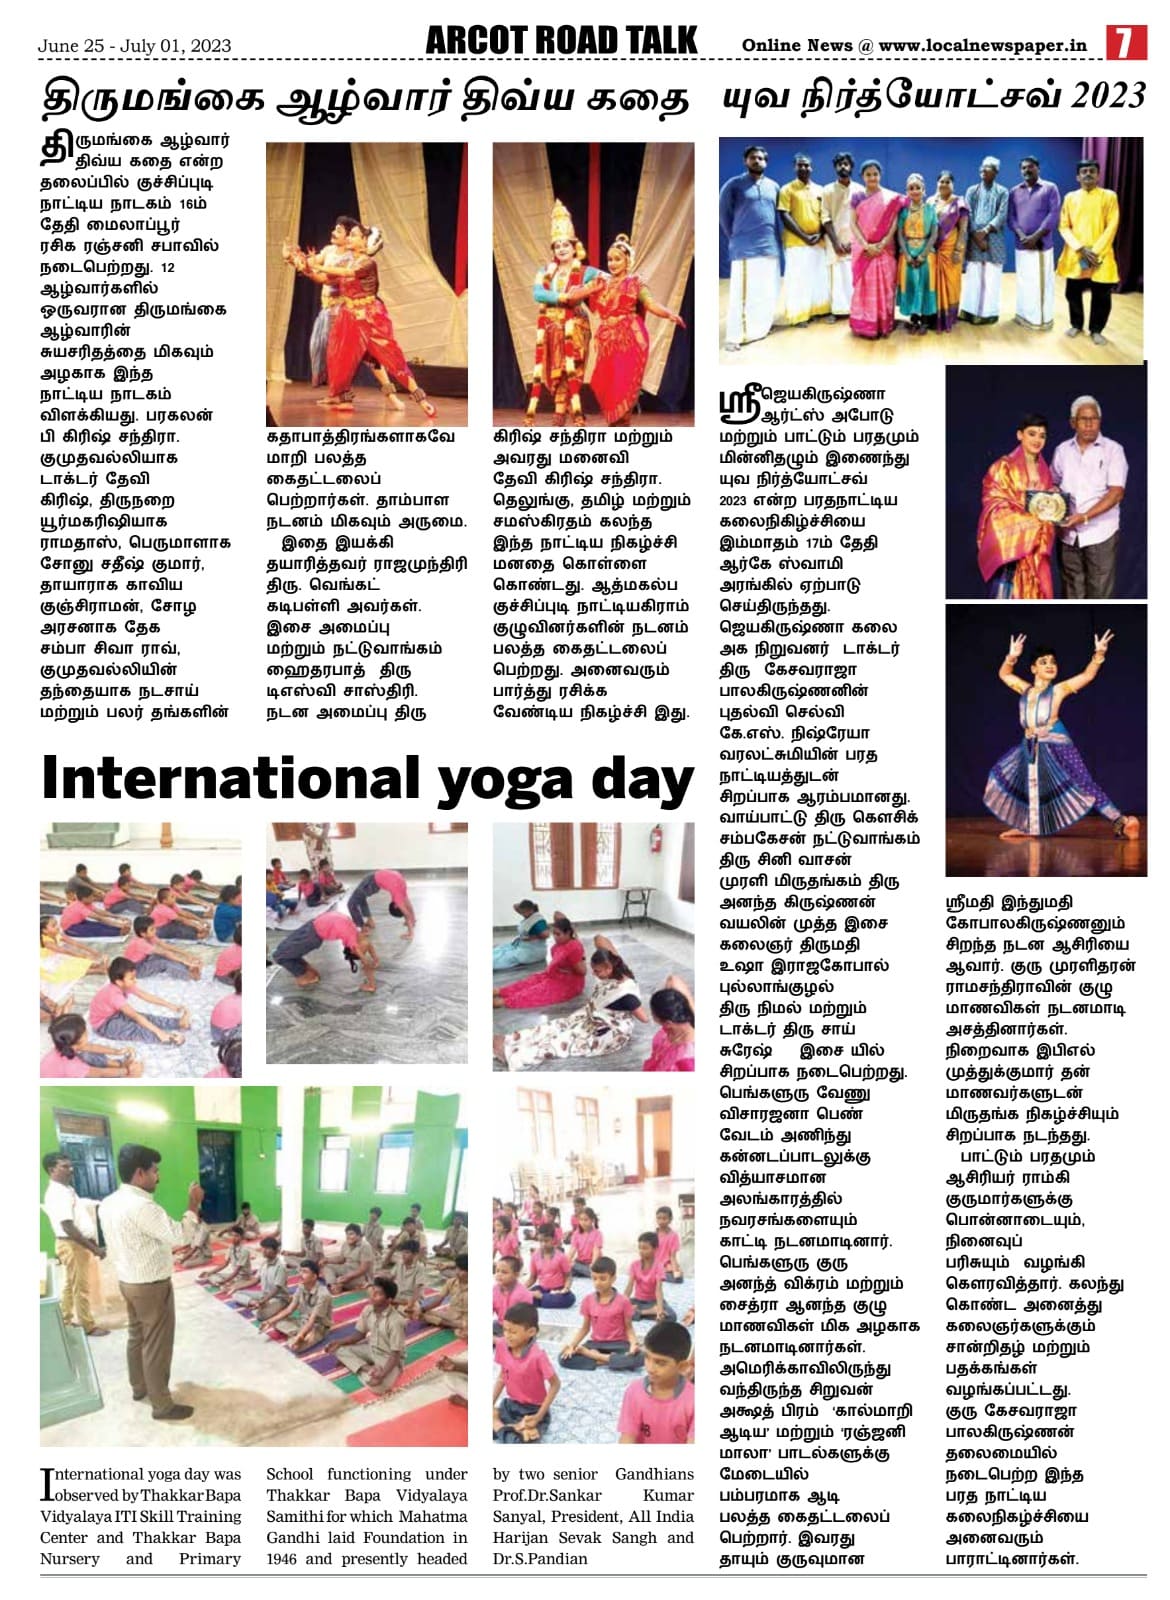 June 25 - July 01, 2023
ARCOT ROAD TALK
Online News @ www.localnewspaper.in
7
திருமங்கை ஆழ்வார் திவ்ய கதை
திருமங்கை ஆழ்வார்
திவ்ய கதை என்ற
தலைப்பில் குச்சிப்புடி
நாட்டிய நாடகம் 16ம்
தேதி மைலாப்பூர்
ரசிக ரஞ்சனி சபாவில்
நடைபெற்றது. 12
ஆழ்வார்களில்
ஒருவரான திருமங்கை
ஆழ்வாரின்
சுயசரிதத்தை மிகவும்
அழகாக இந்த
நாட்டிய நாடகம்
விளக்கியது. பரகலன்
பி கிரிஷ் சந்திரா.
குமுதவல்லியாக
டாக்டர் தேவி
கிரிஷ், திருநறை
யூர்மகரிஷியாக
ராமதாஸ், பெருமாளாக
சோனு சதீஷ் குமார்,
தாயாராக காவிய
குஞ்சிராமன், சோழ
அரசனாக தேக
சம்பா சிவா ராவ்,
குமுதவல்லியின்
தந்தையாக நடசாய்
மற்றும் பலர் தங்களின்
கதாபாத்திரங்களாகவே
மாறி பலத்த
கைதட்டலைப்
பெற்றார்கள். தாம்பாள
நடனம் மிகவும் அருமை.
இதை இயக்கி
தயாரித்தவர் ராஜமுந்திரி
திரு. வெங்கட்
கடிபள்ளி அவர்கள்.
இசை அமைப்பு
மற்றும் நட்டுவாங்கம்
ஹைதரபாத் திரு
டிஎஸ்வி சாஸ்திரி.
நடன அமைப்பு திரு
கிரிஷ் சந்திரா மற்றும்
அவரது மனைவி
தேவி கிரிஷ் சந்திரா.
தெலுங்கு, தமிழ் மற்றும்
சமஸ்கிரதம் கலந்த
இந்த நாட்டிய நிகழ்ச்சி
மனதை கொள்ளை
கொண்டது. ஆத்மகல்ப
குச்சிப்புடி நாட்டியகிராம்
குழுவினர்களின் நடனம்
பலத்த கைதட்டலைப்
பெற்றது. அனைவரும்
பார்த்து ரசிக்க
வேண்டிய நிகழ்ச்சி இது.
யுவ நிர்த்யோட்சவ் 2023
ஸ்ரீஜெயகிருஷ்ணா
ஆர்ட்ஸ் அபோடு
மற்றும் பாட்டும் பரதமும்
மின்னிதழும் இணைந்து
யுவ நிர்த்யோட்சவ்
2023 என்ற பரதநாட்டிய
கலைநிகிழ்ச்சியை
இம்மாதம் 17ம் தேதி
ஆர்கே ஸ்வாமி
அரங்கில் ஏற்பாடு
செய்திருந்தது.
ஜெயகிருஷ்ணா கலை
அக நிறுவனர் டாக்டர்
திரு கேசவராஜா
பாலகிருஷ்ணனின்
புதல்வி செல்வி
கே.எஸ். நிஷ்ரேயா
வரலட்சுமியின் பரத
நாட்டியத்துடன்
சிறப்பாக ஆரம்பமானது.
வாய்பாட்டு திரு கௌசிக்
சம்பகேசன் நட்டுவாங்கம்
திரு சினி வாசன்
முரளி மிருதங்கம் திரு
அனந்த கிருஷ்ணன்
வயலின் முத்த இசை
கலைஞர் திருமதி
உஷா இராஜகோபால்
புல்லாங்குழல்
திரு நிமல் மற்றும்
டாக்டர் திரு சாய்
சுரேஷ் இசை யில்
சிறப்பாக நடைபெற்றது.
பெங்களுரு வேணு
விசாரஜனா பெண்
வேடம் அணிந்து
கன்னடப்பாடலுக்கு
வித்யாசமான
அலங்காரத்தில்
நவரசங்களையும்
காட்டி நடனமாடினார்.
பெங்களுரு குரு
அனந்த் விக்ரம் மற்றும்
சைத்ரா ஆனந்த குழு
மாணவிகள் மிக அழகாக
நடனமாடினார்கள்.
அமெரிக்காவிலிருந்து
வந்திருந்த சிறுவன்
அக்ஷத் பிரம் ‘கால்மாறி
ஆடிய’ மற்றும் ‘ரஞ்ஜனி
மாலா’ பாடல்களுக்கு
மேடையில்
பம்பரமாக ஆடி
பலத்த கைதட்டலைப்
பெற்றார். இவரது
தாயும் குருவுமான
ஸ்ரீமதி இந்துமதி
கோபாலகிருஷ்ணனும்
சிறந்த நடன ஆசிரியை
ஆவார். குரு முரளிதரன்
ராமசந்திராவின் குழு
மாணவிகள் நடனமாடி
அசத்தினார்கள்.
நிறைவாக இபிஎல்
முத்துக்குமார் தன்
மாணவர்களுடன்
மிருதங்க நிகழ்ச்சியும்
சிறப்பாக நடந்தது.
பாட்டும் பரதமும்
ஆசிரியர் ராம்கி
குருமார்களுக்கு
பொன்னாடையும்,
நினைவுப்
பரிசுயும் வழங்கி
கௌரவித்தார். கலந்து
கொண்ட அனைத்து
கலைஞர்களுக்கும்
சான்றிதழ் மற்றும்
பதக்கங்கள்
வழங்கப்பட்டது.
குரு கேசவராஜா
பாலகிருஷ்ணன்
தலைமையில்
நடைபெற்ற இந்த
பரத நாட்டிய
கலைநிகழ்ச்சியை
அனைவரும்
பாராட்டினார்கள்.
International yoga day
International yoga day was
observed by Thakkar Bapa
Vidyalaya ITI Skill Training
Center and Thakkar Bapa
Nursery and Primary
School functioning under
Thakkar Bapa Vidyalaya
Samithi for which Mahatma
Gandhi laid Foundation in
1946 and presently headed
by two senior Gandhians
Prof.Dr.Sankar Kumar
Sanyal, President, All India
Harijan Sevak Sangh and
Dr.S.Pandian